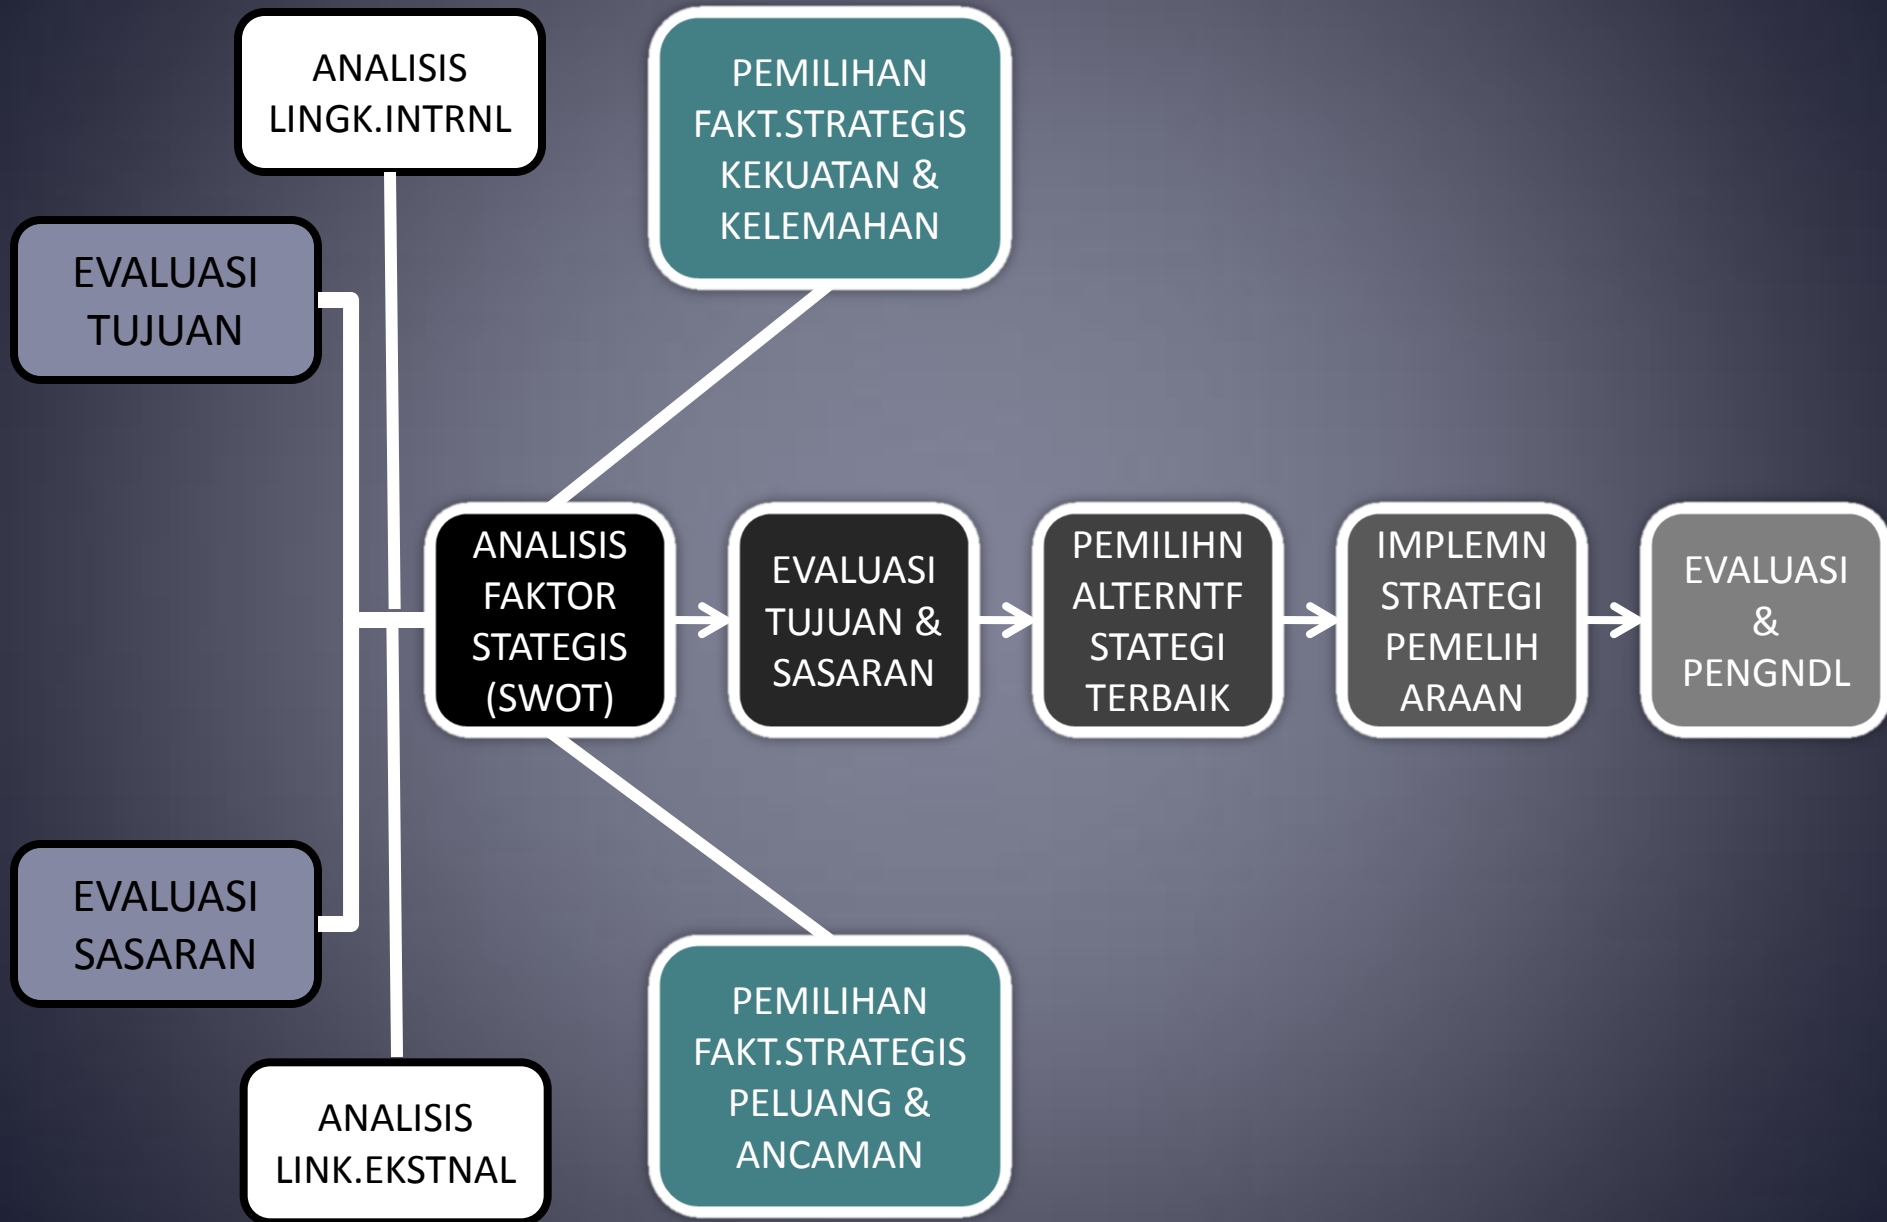 ANALISIS
LINGK.INTRNL
PEMILIHAN
FAKT.STRATEGIS
KEKUATAN &
KELEMAHAN
EVALUASI
TUJUAN
ANALISIS
FAKTOR
STATEGIS
(SWOT)
EVALUASI
TUJUAN &
SASARAN
PEMILIHN
ALTERNTF
STATEGI
TERBAIK
IMPLEMN
STRATEGI
PEMELIH
ARAAN
EVALUASI
&
PENGNDL
EVALUASI
SASARAN
PEMILIHAN
FAKT.STRATEGIS
PELUANG &
ANCAMAN
ANALISIS
LINK.EKSTNAL